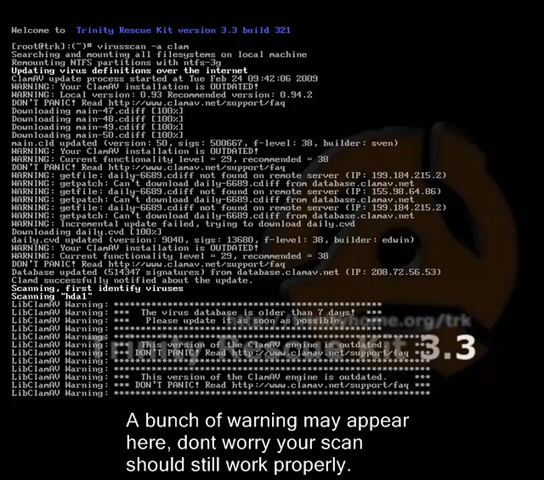 Welcome to  Trinity Rescue Kit version 3.3 build 321
[root@trk]:(~)# virusscan -a clam
Searching and mounting all filesystems on local machine
Remounting NTFS partitions with ntfs-3g
Updating virus definitions over the internet
ClamAV update process started at Tue Feb 24 09:42:06 2009
WARNING: Your ClamAV installation is OUTDATED!
WARNING: Local version: 0.93 Recommended version: 0.94.2
DON'T PANIC! Read http://www.clamav.net/support/faq
Downloading main-47.cdiff [100%]
Downloading main-48.cdiff [100%]
Downloading main-49.cdiff [100%]
Downloading main-50.cdiff [100%]
main.cld updated (version: 50, sigs: 500667, f-level: 38, builder: sven)
WARNING: Your ClamAV installation is OUTDATED!
WARNING: Current functionality level = 29, recommended = 38
DON'T PANIC! Read http://www.clamav.net/support/faq
WARNING: getfile: daily-6689.cdiff not found on remote server (IP: 199.184.215.2)
WARNING: getpatch: Can't download daily-6689.cdiff from database.clamav.net
WARNING: getfile: daily-6689.cdiff not found on remote server (IP: 155.98.64.86)
WARNING: getpatch: Can't download daily-6689.cdiff from database.clamav.net
WARNING: getfile: daily-6689.cdiff not found on remote server (IP: 199.184.215.2)
WARNING: getpatch: Can't download daily-6689.cdiff from database.clamav.net
WARNING: Incremental update failed, trying to download daily.cvd
Downloading daily.cvd [100%]
daily.cvd updated (version: 9040, sigs: 13680, f-level: 38, builder: edwin)
WARNING: Your ClamAV installation is OUTDATED!
WARNING: Current functionality level = 29, recommended = 38
DON'T PANIC! Read http://www.clamav.net/support/faq
Database updated (514347 signatures) from database.clamav.net (IP: 208.72.56.53)
Clamd successfully notified about the update.
Scanning, first identify viruses
Scanning "hda1"
LibClamAV Warning: **************************************************
LibClamAV Warning: ***  The virus database is older than 7 days!  ***
LibClamAV Warning: ***   Please update it as soon as possible.    ***
LibClamAV Warning: **************************************************
LibClamAV Warning: ***********************************************************
LibClamAV Warning: ***  This version of the ClamAV engine is outdated.     ***
LibClamAV Warning: *** DON'T PANIC! Read http://www.clamav.net/support/faq ***
LibClamAV Warning: ***********************************************************
LibClamAV Warning: ***********************************************************
LibClamAV Warning: ***  This version of the ClamAV engine is outdated.     ***
LibClamAV Warning: *** DON'T PANIC! Read http://www.clamav.net/support/faq ***
LibClamAV Warning: ***********************************************************
Trinity Rescue Kit 3.3
A bunch of warning may appear
here, dont worry your scan
should still work properly.